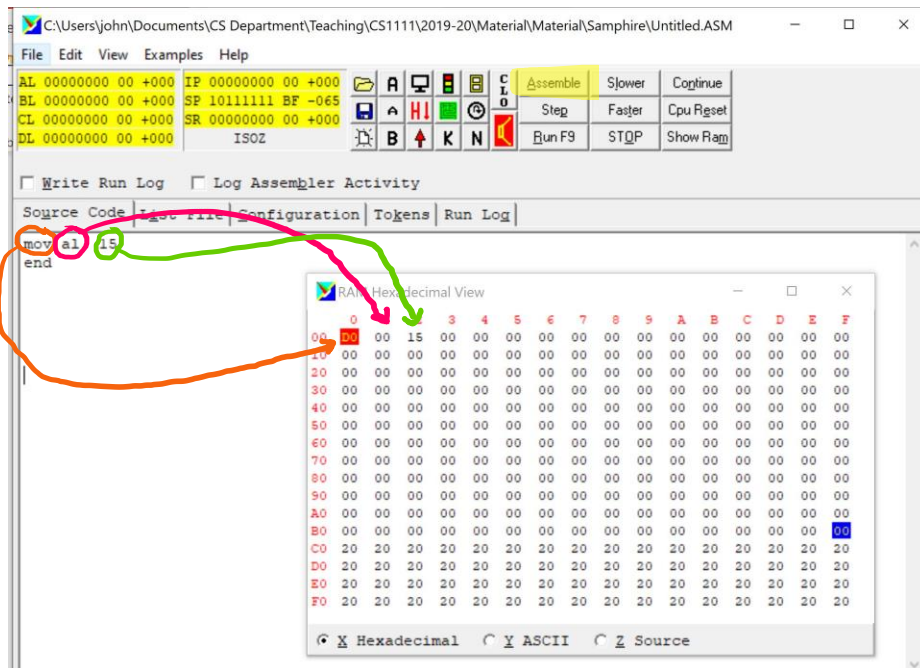 C:\Users\john\Documents\CS Department\Teaching\CS1111\2019-20\Material\Material\Samphire\Untitled.ASM
File Edit View Examples Help
AL 00000000 00 +000 IP 00000000 00 +000 A C L O Assemble Slower Continue
BL 00000000 00 +000 SP 10111111 BF -065 A Step Faster Cpu Reset
CL 00000000 00 +000 SR 00000000 00 +000 B K N Run F9 STOP Show Ram
DL 00000000 00 +000 ISOZ
Write Run Log Log Assembler Activity
Source Code List File Configuration Tokens Run Log
mov al 15
end
RAM Hexadecimal View
0 3 4 5 6 7 8 9 A B C D E F
00 D0 00 15 00 00 00 00 00 00 00 00 00 00 00 00 00
10 00 00 00 00 00 00 00 00 00 00 00 00 00 00 00 00
20 00 00 00 00 00 00 00 00 00 00 00 00 00 00 00 00
30 00 00 00 00 00 00 00 00 00 00 00 00 00 00 00 00
40 00 00 00 00 00 00 00 00 00 00 00 00 00 00 00 00
50 00 00 00 00 00 00 00 00 00 00 00 00 00 00 00 00
60 00 00 00 00 00 00 00 00 00 00 00 00 00 00 00 00
70 00 00 00 00 00 00 00 00 00 00 00 00 00 00 00 00
80 00 00 00 00 00 00 00 00 00 00 00 00 00 00 00 00
90 00 00 00 00 00 00 00 00 00 00 00 00 00 00 00 00
A0 00 00 00 00 00 00 00 00 00 00 00 00 00 00 00 00
B0 00 00 00 00 00 00 00 00 00 00 00 00 00 00 00 00
C0 20 20 20 20 20 20 20 20 20 20 20 20 20 20 20 20
D0 20 20 20 20 20 20 20 20 20 20 20 20 20 20 20 20
E0 20 20 20 20 20 20 20 20 20 20 20 20 20 20 20 20
F0 20 20 20 20 20 20 20 20 20 20 20 20 20 20 20 20
X Hexadecimal Y ASCII Z Source